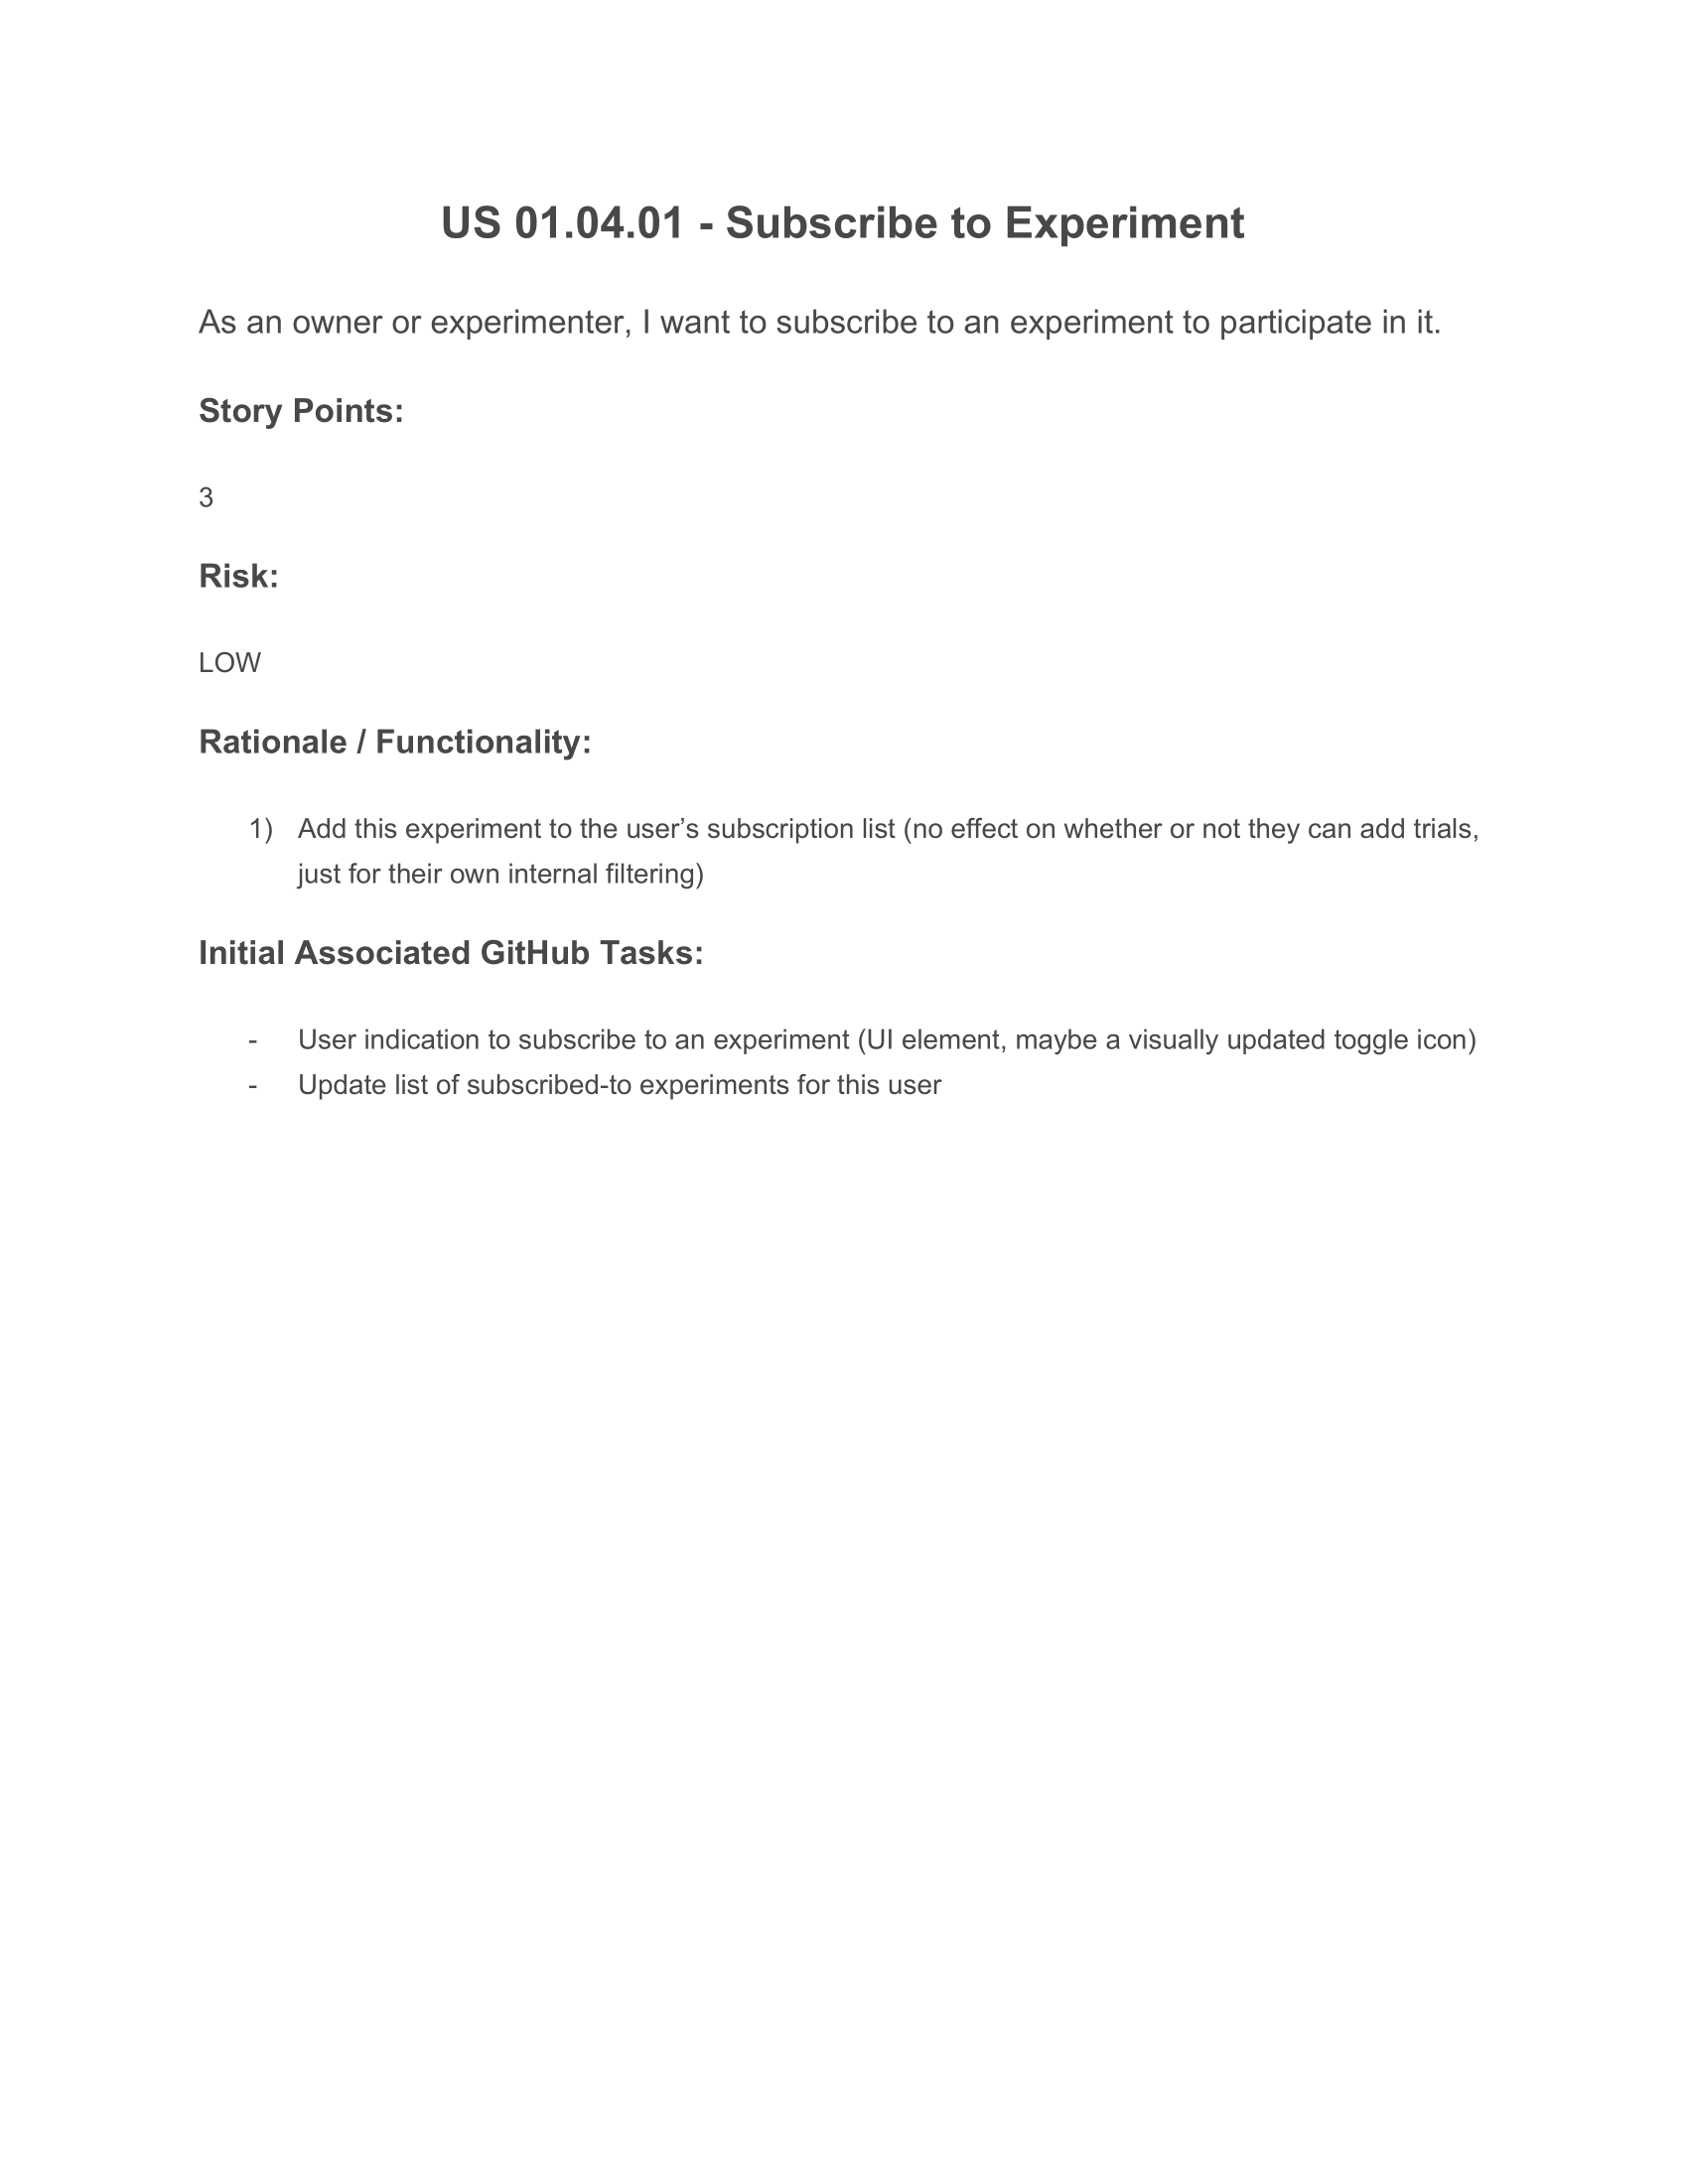 US 01.04.01 - Subscribe to Experiment
As an owner or experimenter, I want to subscribe to an experiment to participate in it.
Story Points:
3
Risk:
LOW
Rationale / Functionality:
1) Add this experiment to the user’s subscription list (no effect on whether or not they can add trials,
just for their own internal filtering)
Initial Associated GitHub Tasks:
- User indication to subscribe to an experiment (UI element, maybe a visually updated toggle icon)
- Update list of subscribed-to experiments for this user